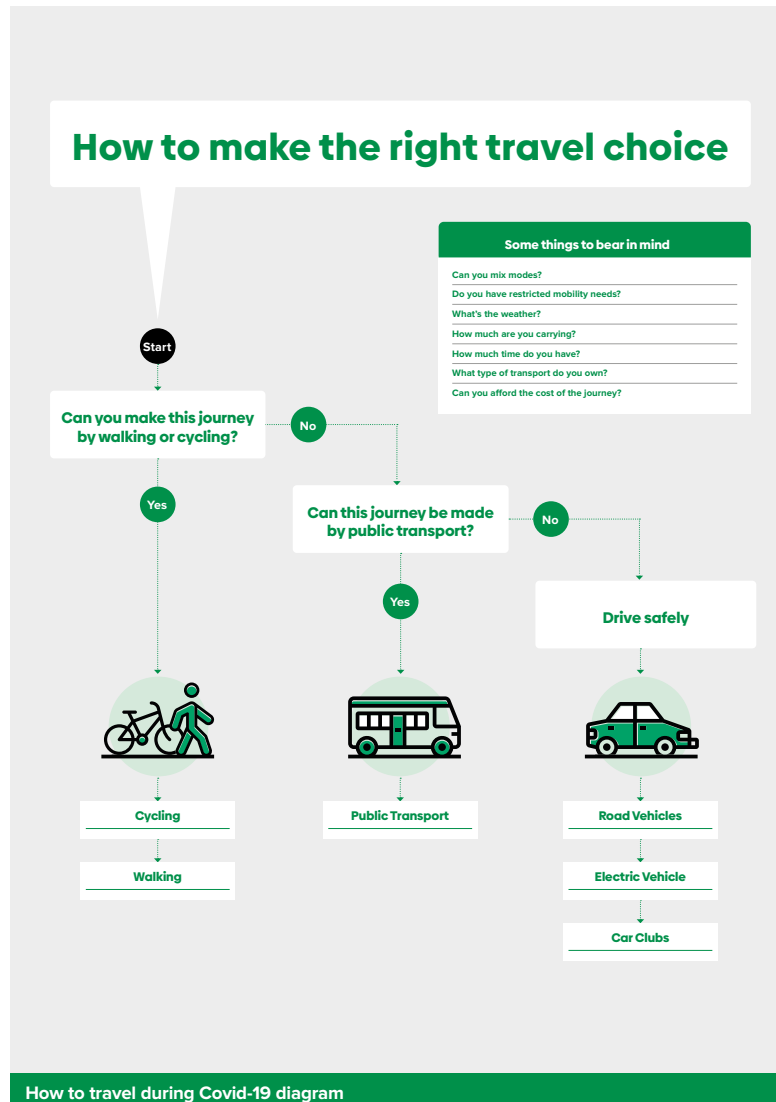 How to make the right travel choice
Some things to bear in mind
Can you mix modes?
Do you have restricted mobility needs?
What's the weather?
How much are you carrying?
How much time do you have?
What type of transport do you own?
Can you afford the cost of the journey?
Start
Can you make this journey
by walking or cycling?
No
Yes
Can this journey be made
by public transport?
No
Yes
Drive safely
Cycling
Walking
Public Transport
Road Vehicles
Electric Vehicle
Car Clubs
How to travel during Covid-19 diagram